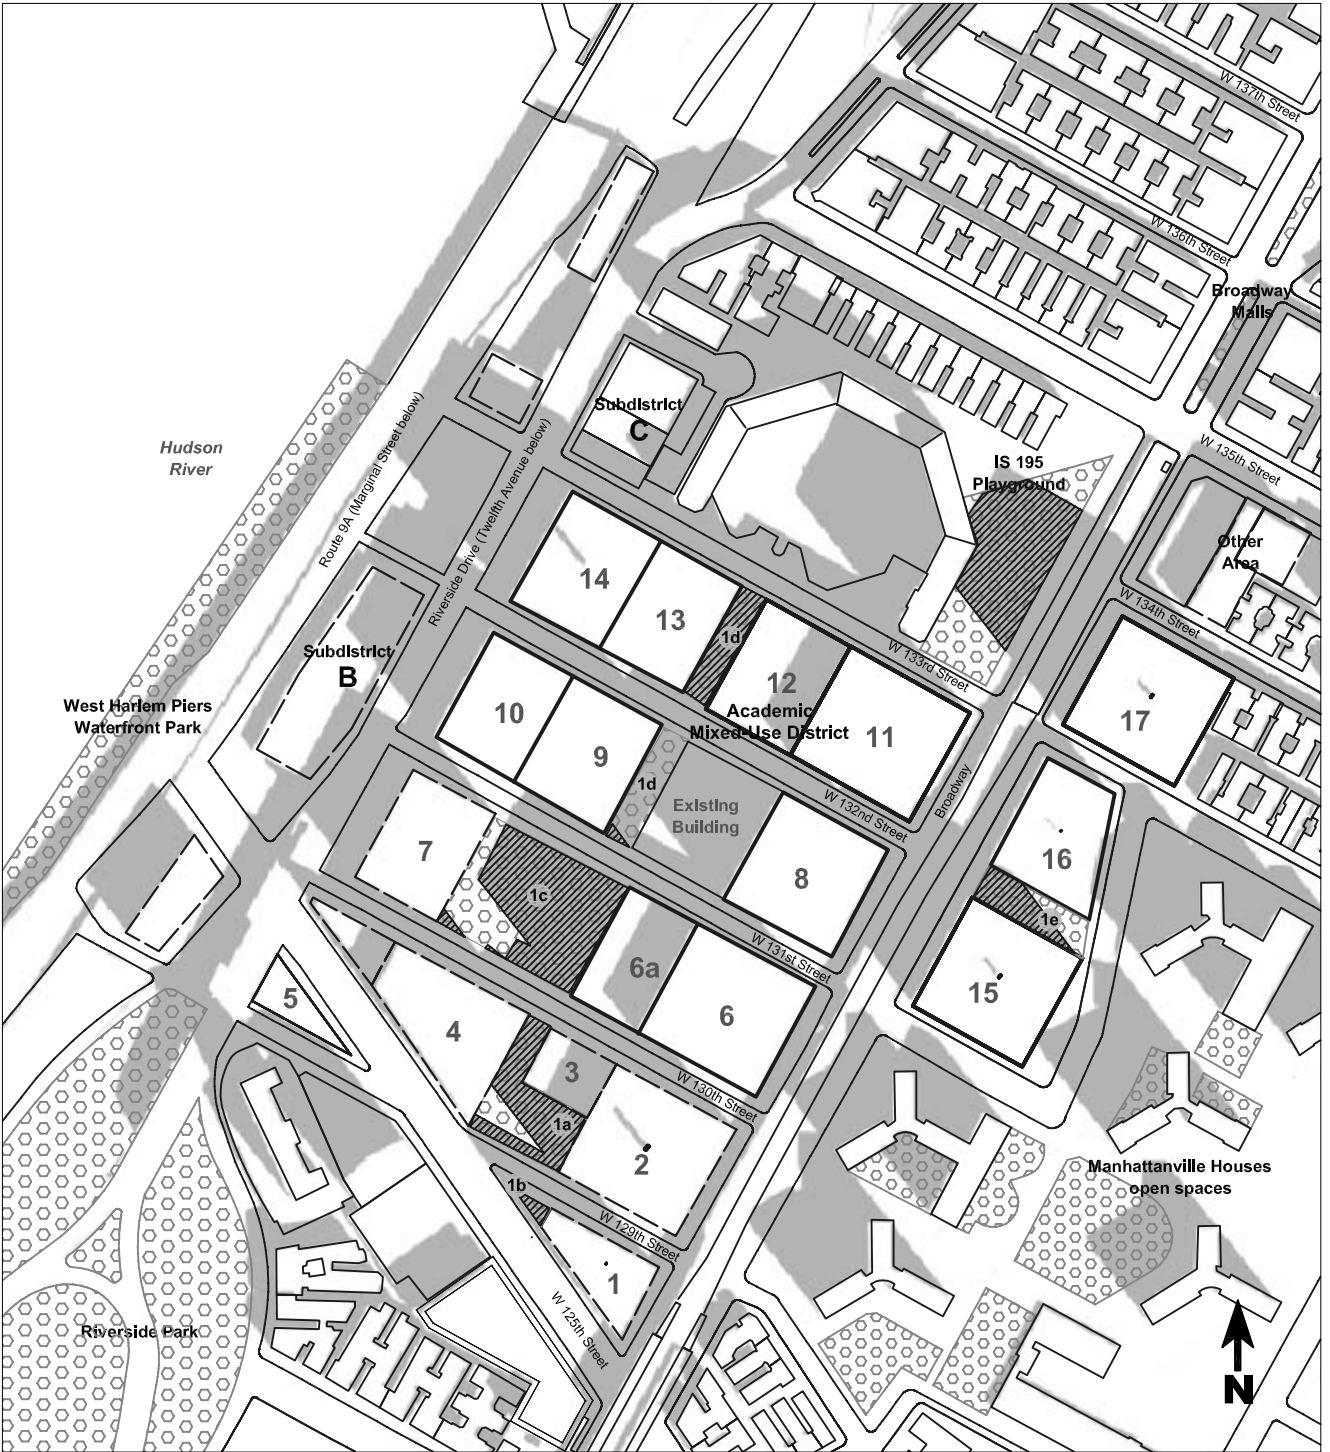 W 137th Street
W 136th Street
Broadway
Malls
Subdistrict
C
Hudson
River
W 135th Street
IS 195
Playground
Route 9A (Marginal Street below)
Riverside Drive (Twelfth Avenue below)
Other
Area
14
13
1d
W 134th Street
W 133rd Street
Subdistrict
B
12
West Harlem Piers
Waterfront Park
10
Academic
Mixed-Use District
11
17
9
1d
Broadway
Existing
Building
W 132nd Street
7
16
8
1c
1e
W 131st Street
6a
5
15
6
4
3
W 130th Street
1a
2
Manhattanville Houses
open spaces
1b
W 129th Street
1
W 125th Street
Riverside Park
N